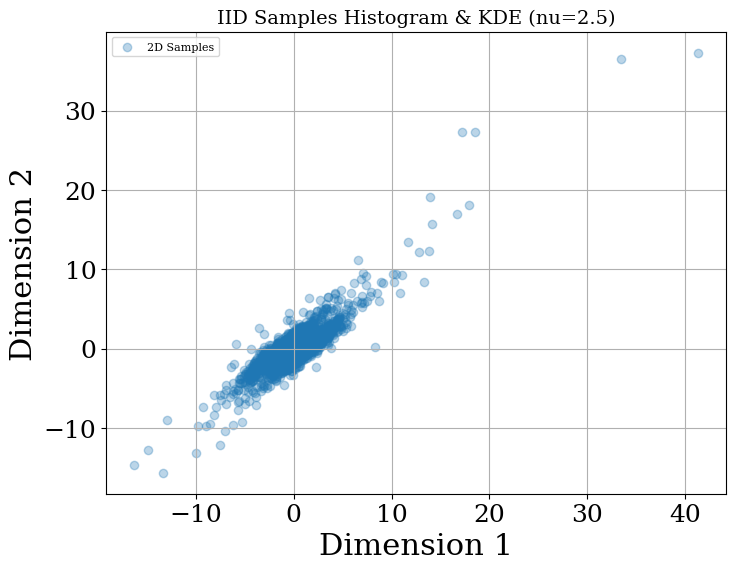 IID Samples Histogram & KDE (nu=2.5)
2D Samples
30
20
10
0
−10
Dimension 2
−10 0 10 20 30 40
Dimension 1